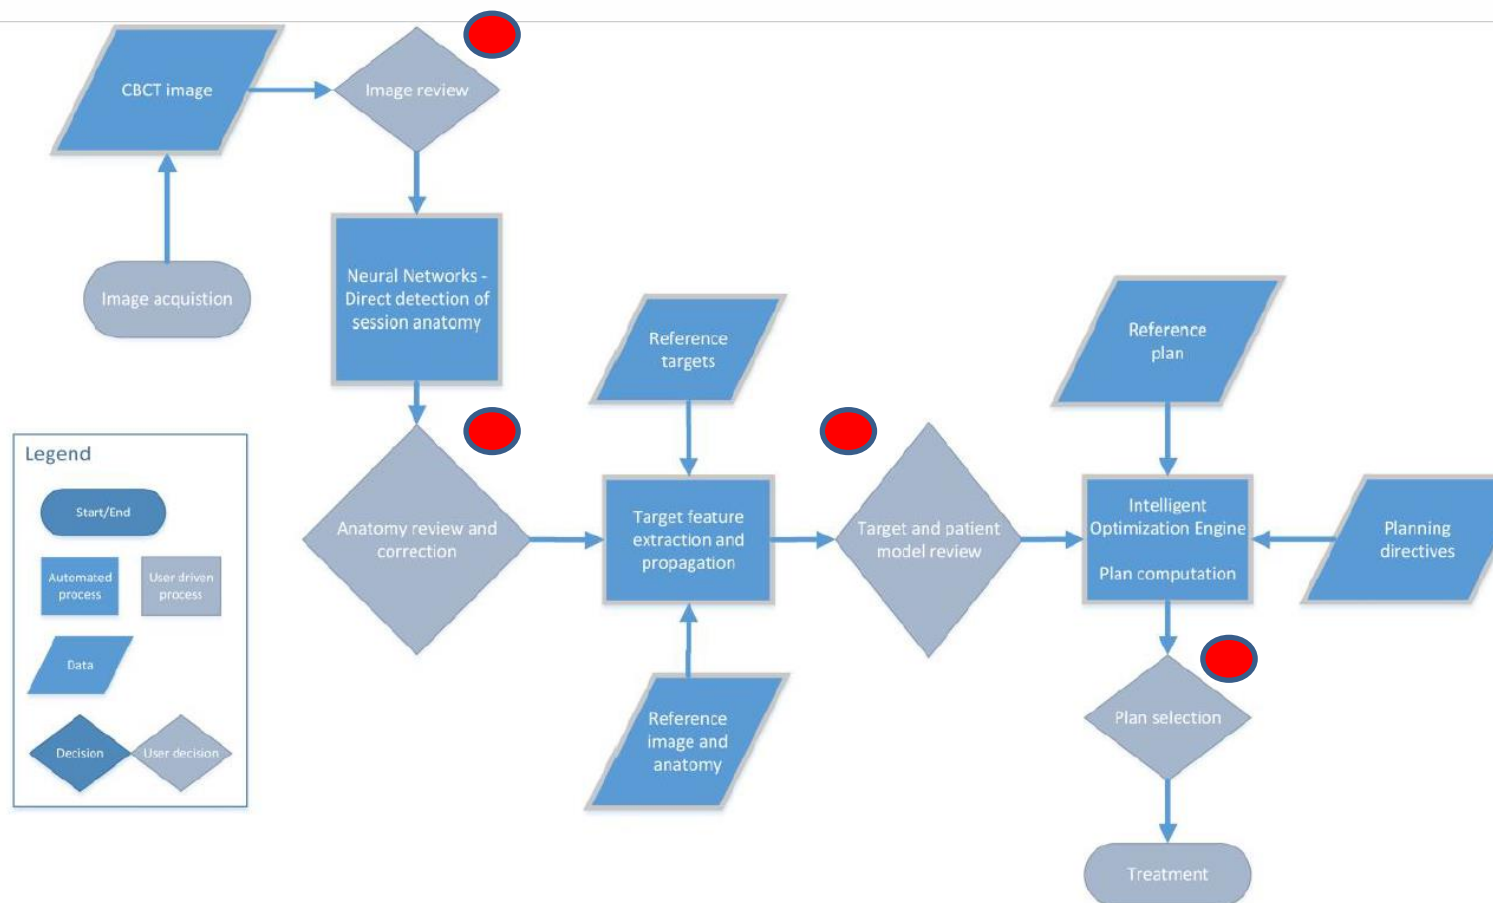 CBCT image
Image review
Image acquistion
Neural Networks -
Direct detection of
session anatomy
Reference
targets
Reference
plan
Legend
Start/End
Automated
process
User driven
process
Data
Decision
User decision
Anatomy review and
correction
Target feature
extraction and
propagation
Target and patient
model review
Intelligent
Optimization Engine
Plan computation
Planning
directives
Reference
image and
anatomy
Plan selection
Treatment